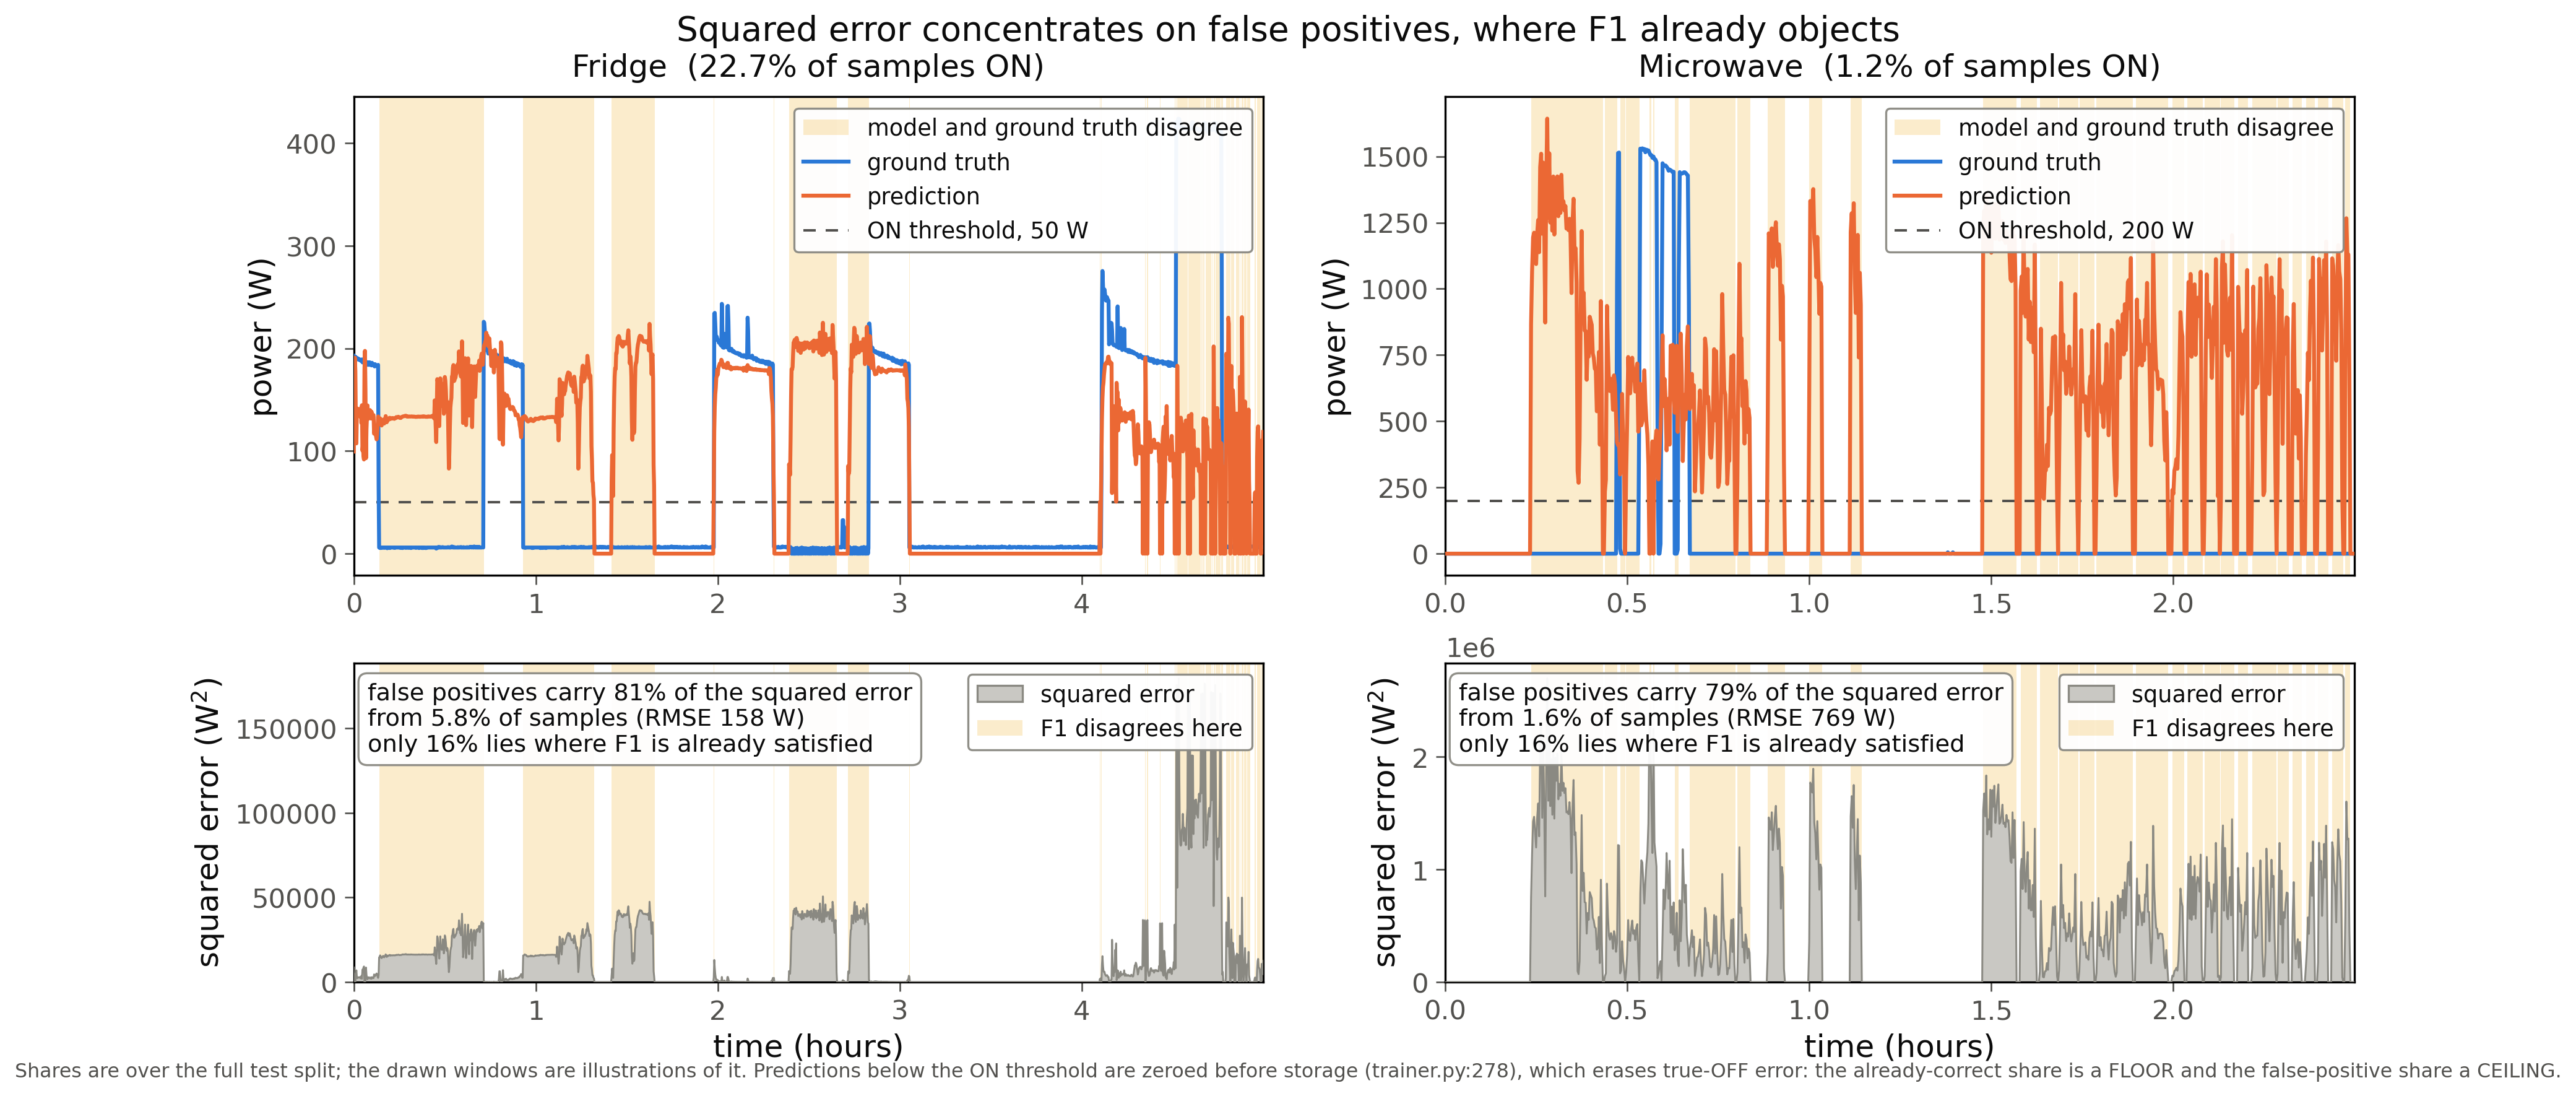 Squared error concentrates on false positives, where F1 already objects
Fridge  (22.7% of samples ON)
400
300
200
100
0
power (W)
model and ground truth disagree
ground truth
prediction
ON threshold, 50 W
0
1
2
3
4
Microwave  (1.2% of samples ON)
1500
1250
1000
750
500
250
0
power (W)
model and ground truth disagree
ground truth
prediction
ON threshold, 200 W
0.0
0.5
1.0
1.5
2.0
150000
100000
50000
0
squared error (W²)
false positives carry 81% of the squared error
from 5.8% of samples (RMSE 158 W)
only 16% lies where F1 is already satisfied
squared error
F1 disagrees here
0
1
2
3
4
time (hours)
1e6
2
1
0
squared error (W²)
false positives carry 79% of the squared error
from 1.6% of samples (RMSE 769 W)
only 16% lies where F1 is already satisfied
squared error
F1 disagrees here
0.0
0.5
1.0
1.5
2.0
time (hours)
Shares are over the full test split; the drawn windows are illustrations of it. Predictions below the ON threshold are zeroed before storage (trainer.py:278), which erases true-OFF error: the already-correct share is a FLOOR and the false-positive share a CEILING.